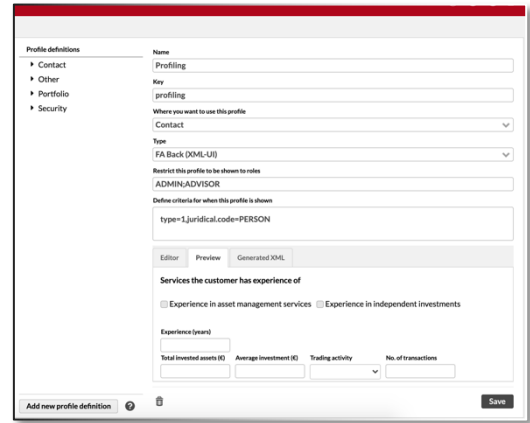 Profile definitions
Contact
Other
Portfolio
Security
Add new profile definition
Name
Profiling
Key
profiling
Where you want to use this profile
Contact
Type
FA Back (XML-UI)
Restrict this profile to be shown to roles
ADMIN;ADVISOR
Define criteria for when this profile is shown
type=1,juridical.code=PERSON
Editor Preview Generated XML
Services the customer has experience of
Experience in asset management services Experience in independent investments
Experience (years)
Total invested assets (€) Average investment (€) Trading activity No. of transactions
Save